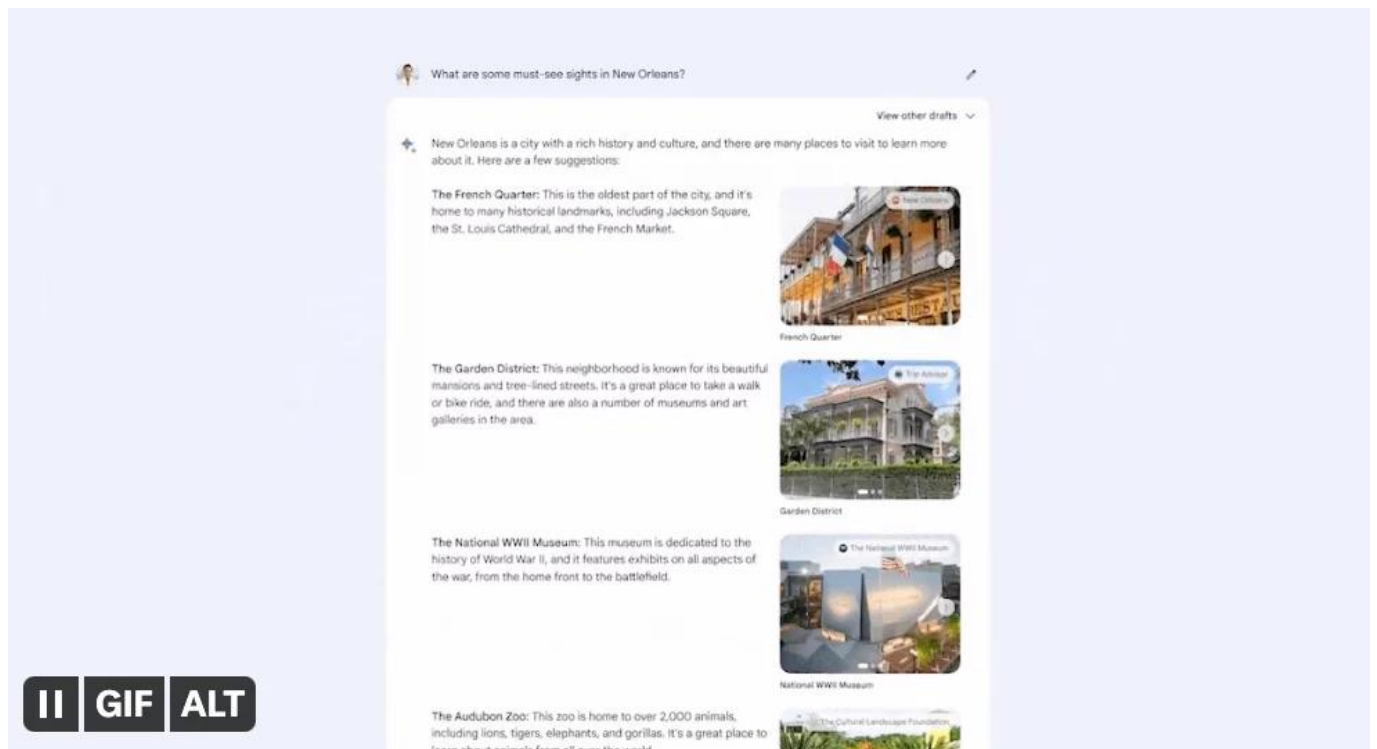 What are some must-see sights in New Orleans?
View other drafts
New Orleans is a city with a rich history and culture, and there are many places to visit to learn more
about it. Here are a few suggestions:
The French Quarter: This is the oldest part of the city, and it's
home to many historical landmarks, including Jackson Square,
the St. Louis Cathedral, and the French Market.
New Orleans
French Quarter
The Garden District: This neighborhood is known for its beautiful
mansions and tree-lined streets. It's a great place to take a walk
or bike ride, and there are also a number of museums and art
galleries in the area.
Trip Advisor
Garden District
The National WWII Museum: This museum is dedicated to the
history of World War II, and it features exhibits on all aspects of
the war, from the home front to the battlefield.
The National WWII Museum
National WWII Museum
The Audubon Zoo: This zoo is home to over 2,000 animals,
including lions, tigers, elephants, and gorillas. It's a great place to
learn about animals from all over the world.
The Cultural Landscape Foundation
GIF
ALT